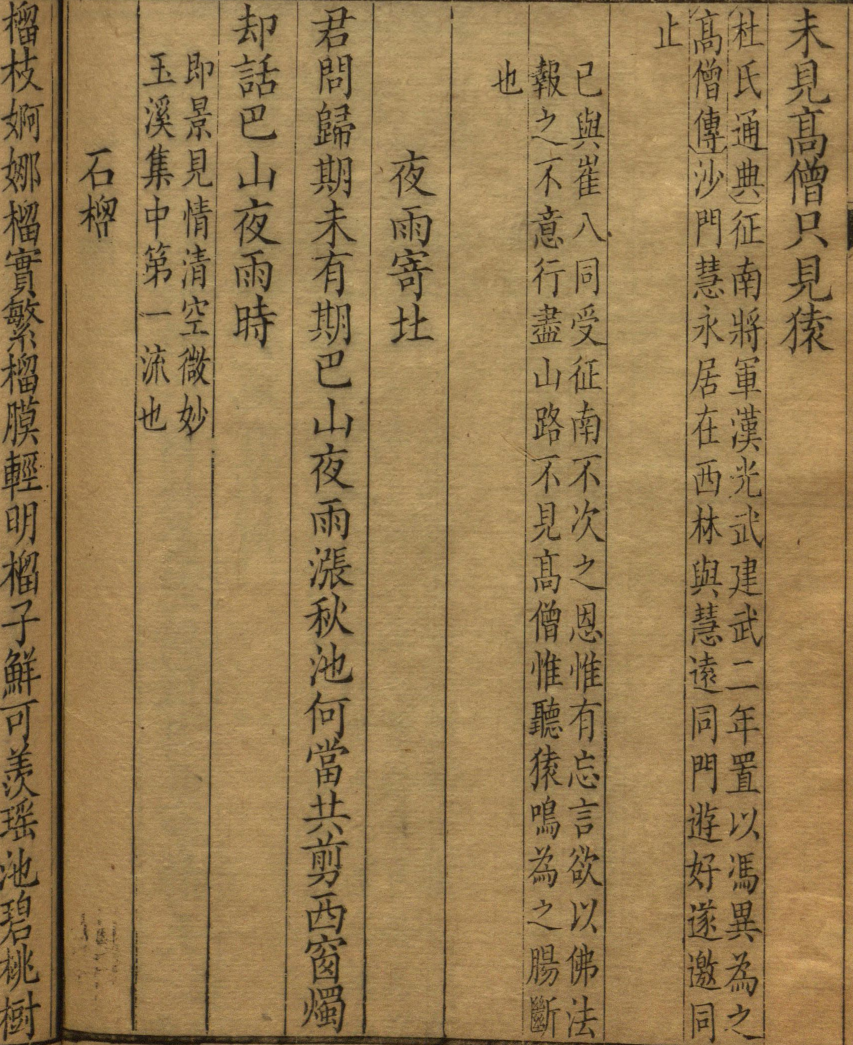 未見髙僧只見猿
杜氏通典征南將軍漢光武建武二年置以馮異為之
髙僧傳沙門慧永居在西林與慧遠同門遊好遂邀同
止
已與崔八同受征南不次之恩惟有忘言欲以佛法
報之不意行盡山路不見髙僧惟聽猿鳴為之腸斷
也
夜雨寄北
君問歸期未有期巴山夜雨漲秋池何當共剪西窗燭
却話巴山夜雨時
即景見情清空微妙
玉溪集中第一流也
石榴
榴枝婀娜榴實繁榴膜輕明榴子鮮可羨瑶池碧桃樹